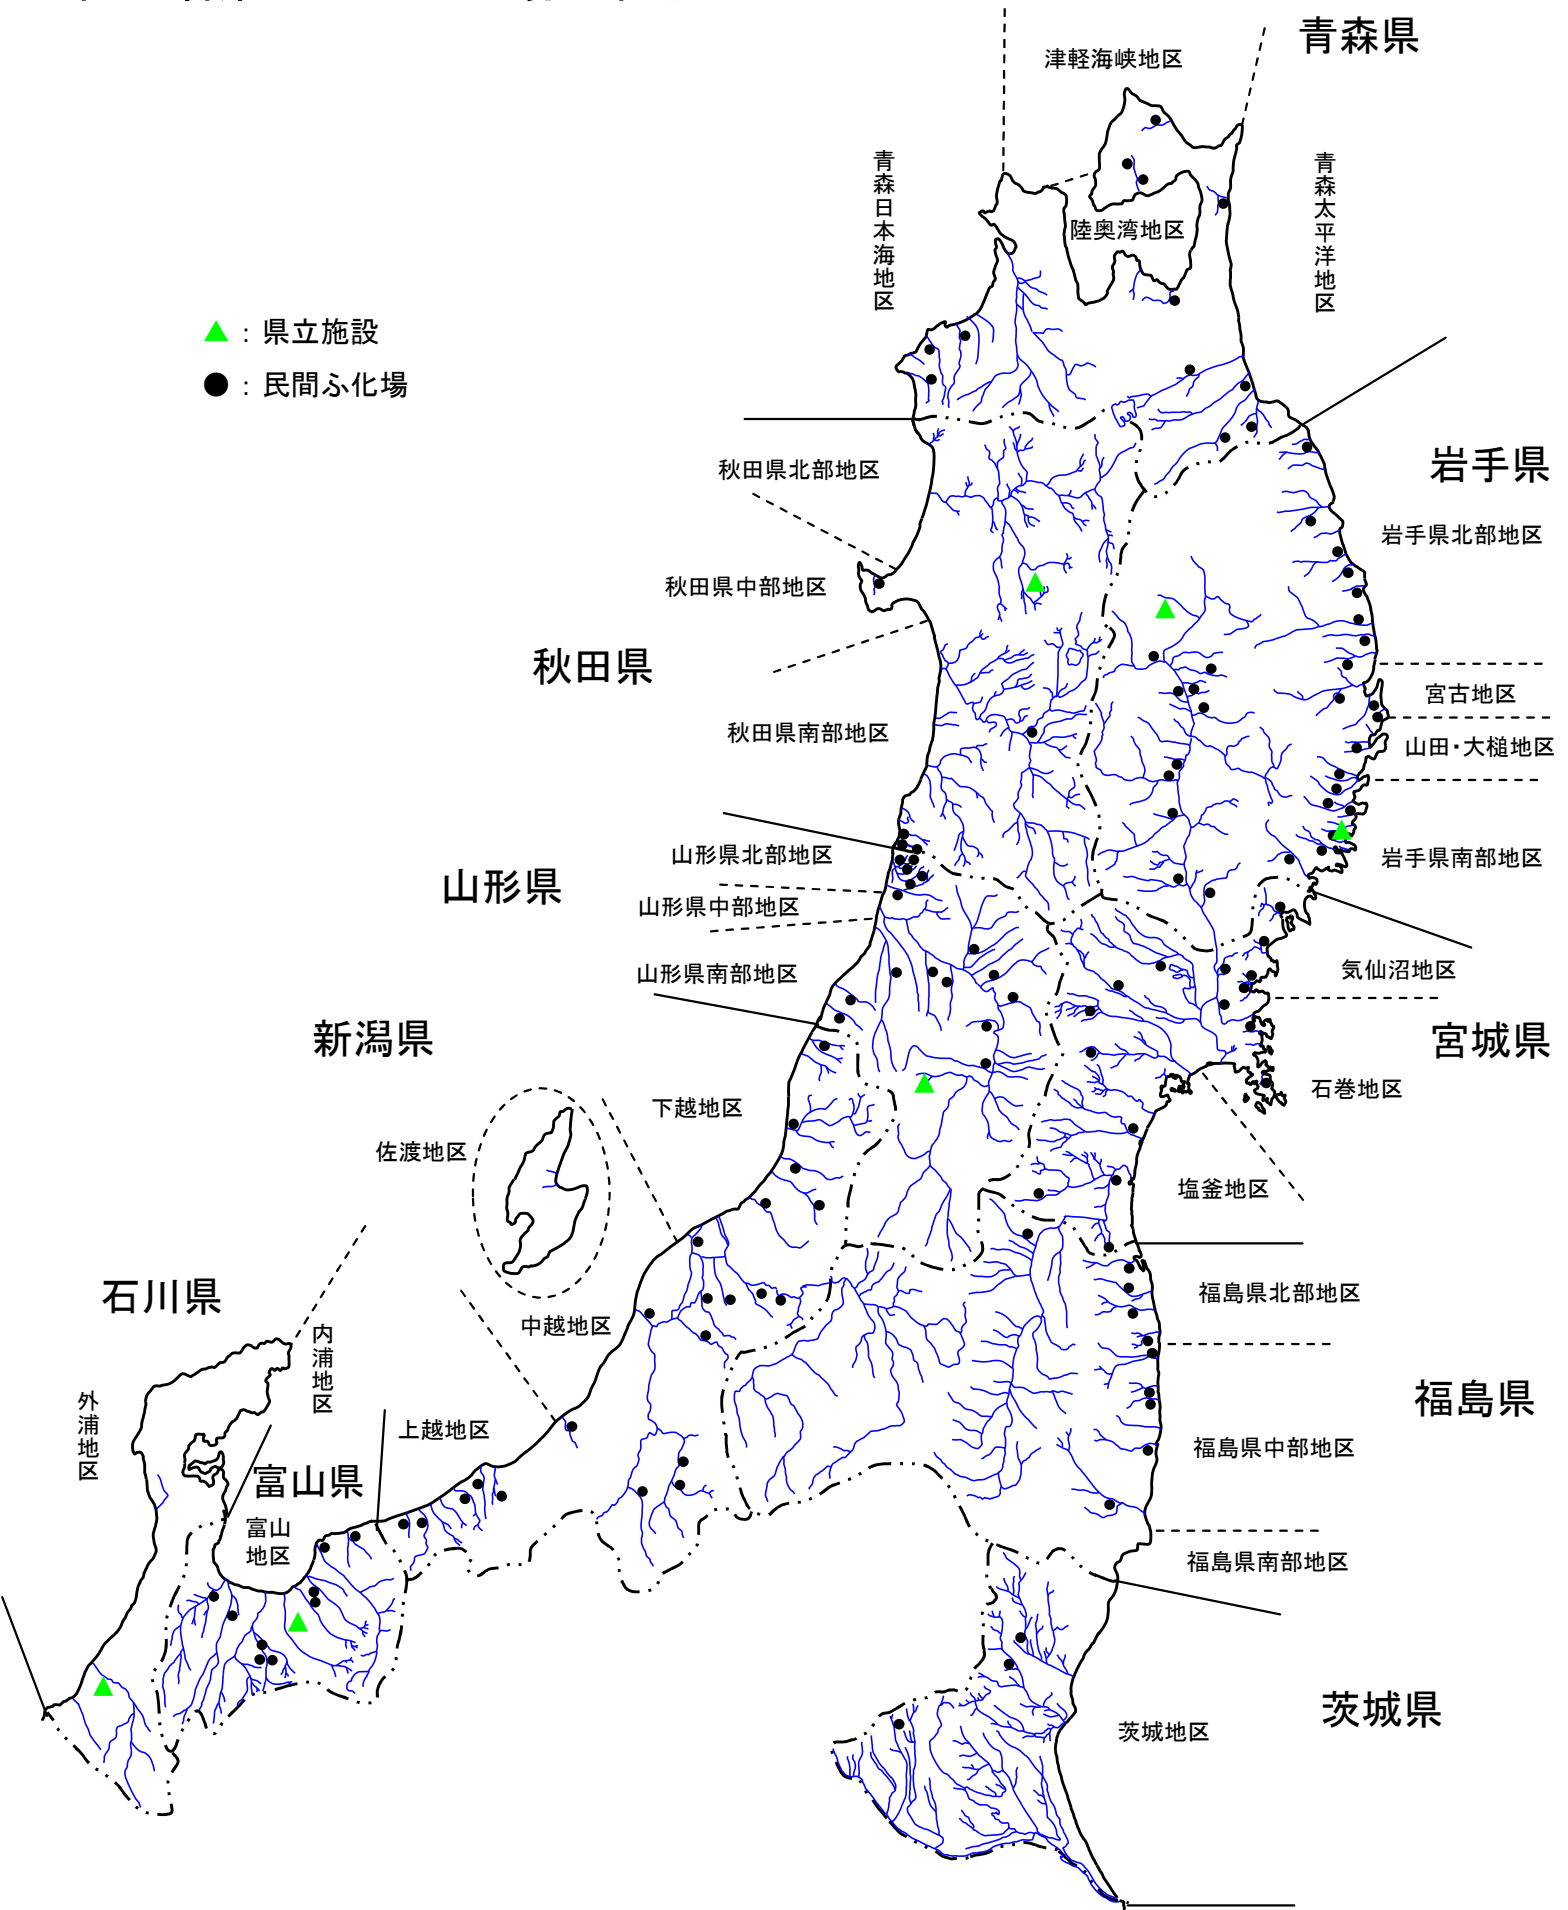 青森県
津軽海峡地区
青森日本海地区
青森太平洋地区
陸奥湾地区
▲ : 県立施設
● : 民間ふ化場
岩手県
秋田県北部地区
岩手県北部地区
秋田県中部地区
秋田県
宮古地区
秋田県南部地区
山田・大槌地区
山形県北部地区
岩手県南部地区
山形県
山形県中部地区
山形県南部地区
気仙沼地区
新潟県
宮城県
石巻地区
下越地区
佐渡地区
塩釜地区
石川県
福島県北部地区
中越地区
内浦地区
外浦地区
福島県
上越地区
福島県中部地区
富山県
富山
地区
福島県南部地区
茨城県
茨城地区